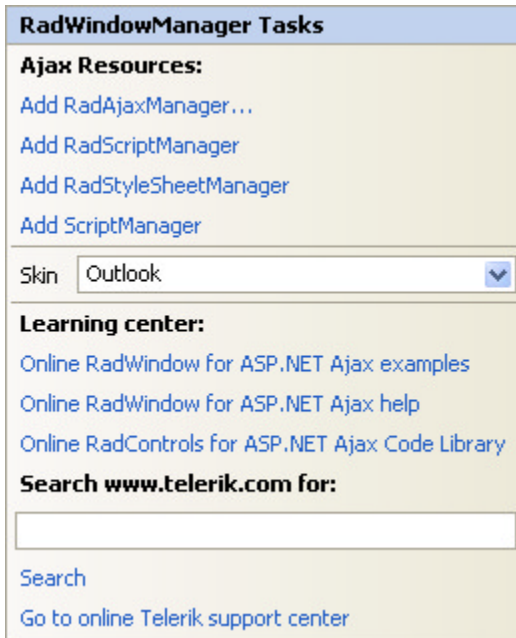 RadWindowManager Tasks
Ajax Resources:
Add RadAjaxManager...
Add RadScriptManager
Add RadStyleSheetManager
Add ScriptManager
Skin Outlook
Learning center:
Online RadWindow for ASP.NET Ajax examples
Online RadWindow for ASP.NET Ajax help
Online RadControls for ASP.NET Ajax Code Library
Search www.telerik.com for:
Search
Go to online Telerik support center